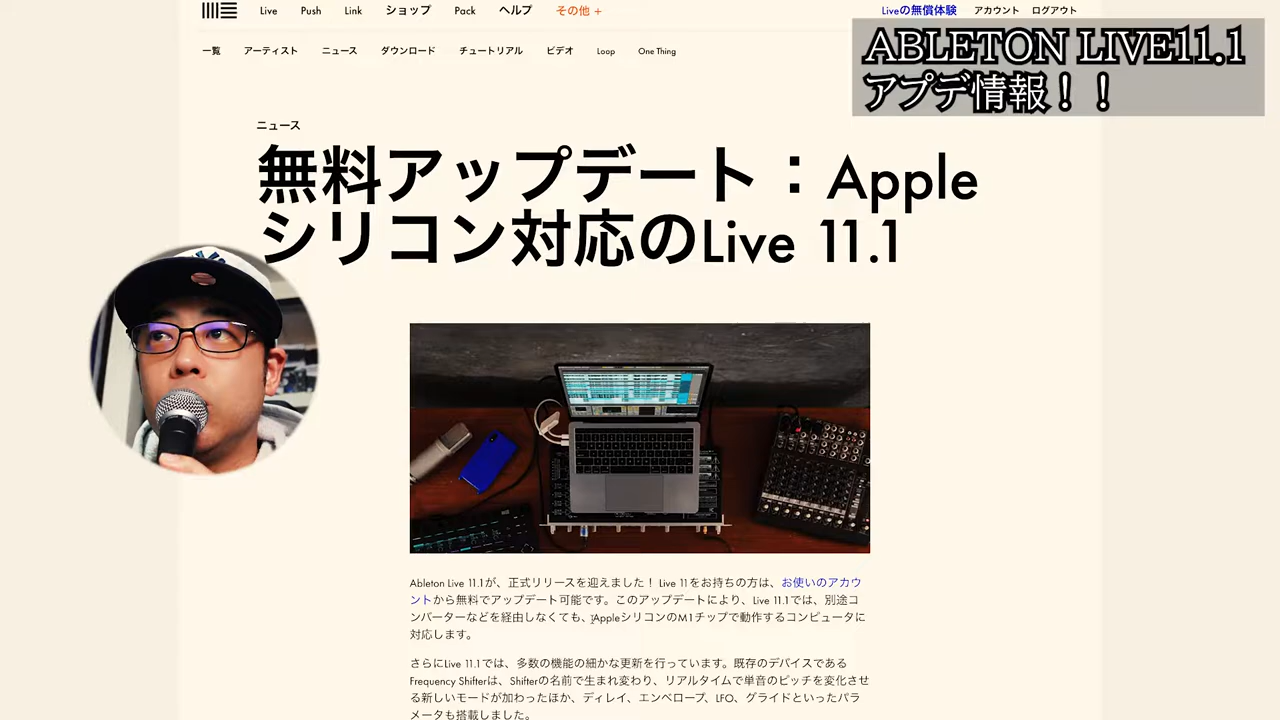 Live Push Link ショップ Pack ヘルプ その他 +
Liveの無償体験 アカウント ログアウト
ABLETON LIVE11.1
アプデ情報！！
一覧 アーティスト ニュース ダウンロード チュートリアル ビデオ Loop One Thing
ニュース
無料アップデート：Apple
シリコン対応のLive 11.1
Ableton Live 11.1が、正式リリースを迎えました！ Live 11をお持ちの方は、お使いのアカウ
ントから無料でアップデート可能です。このアップデートにより、Live 11.1では、別途コ
ンバーターなどを経由しなくても、AppleシリコンのM1チップで動作するコンピュータに
対応します。
さらにLive 11.1では、多数の機能の細かな更新を行っています。既存のデバイスである
Frequency Shifterは、Shifterの名前で生まれ変わり、リアルタイムで単音のピッチを変化させ
る新しいモードが加わったほか、ディレイ、エンベロープ、LFO、グライドといったパラ
メータも搭載しました。